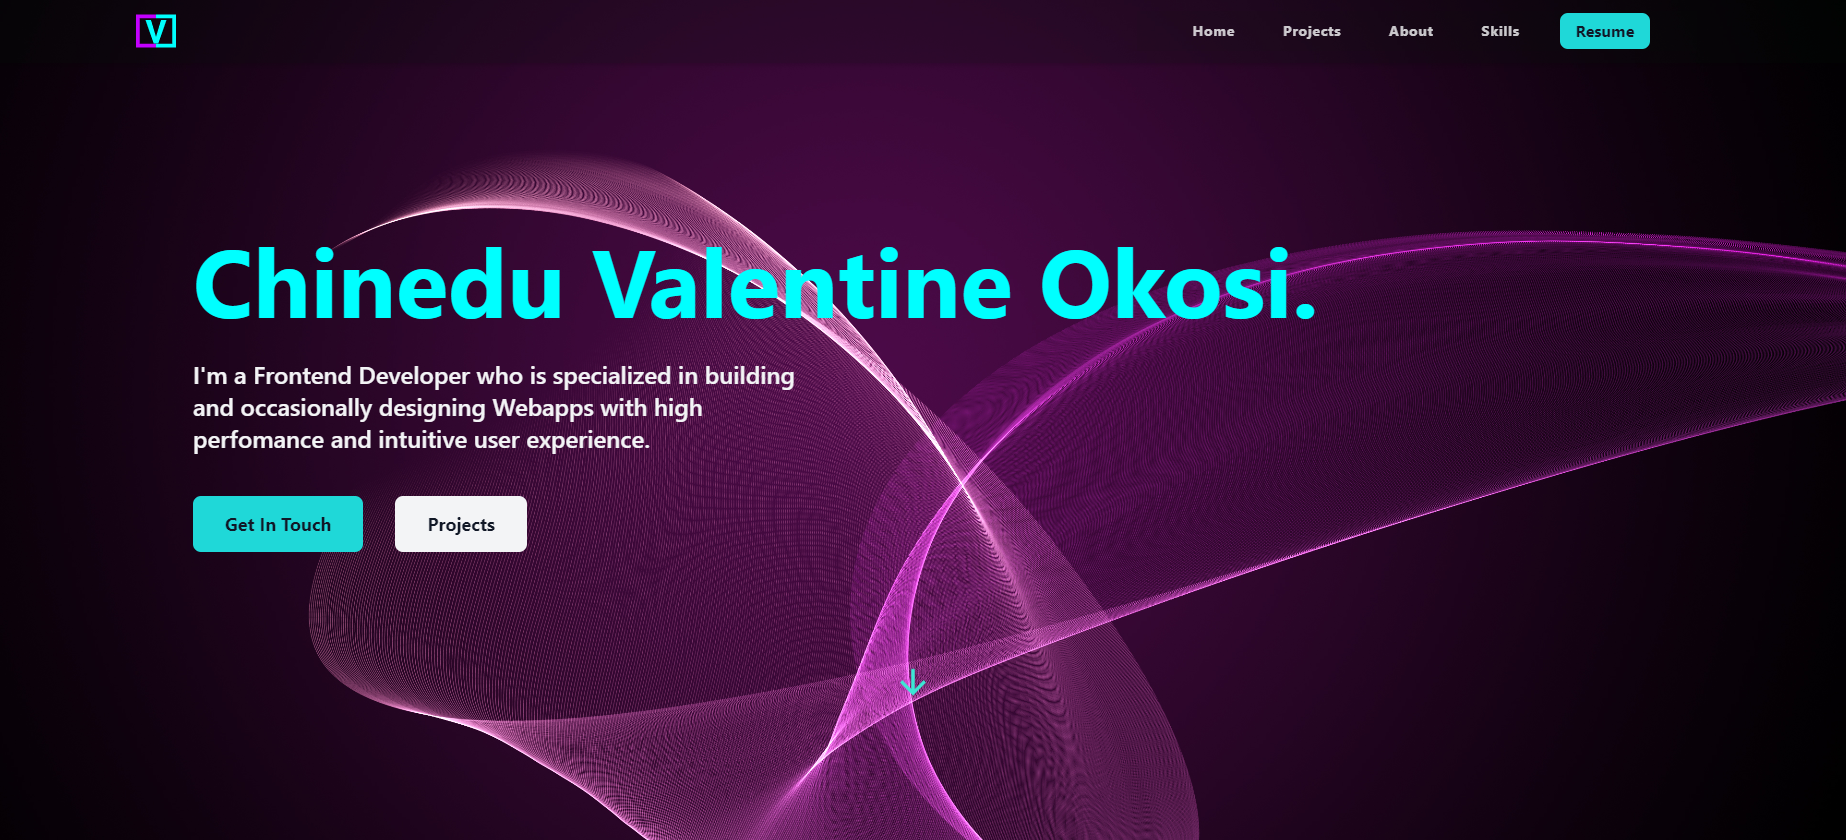 V
Home Projects About Skills Resume
Chinedu Valentine Okosi.
I'm a Frontend Developer who is specialized in building
and occasionally designing Webapps with high
perfomance and intuitive user experience.
Get In Touch Projects